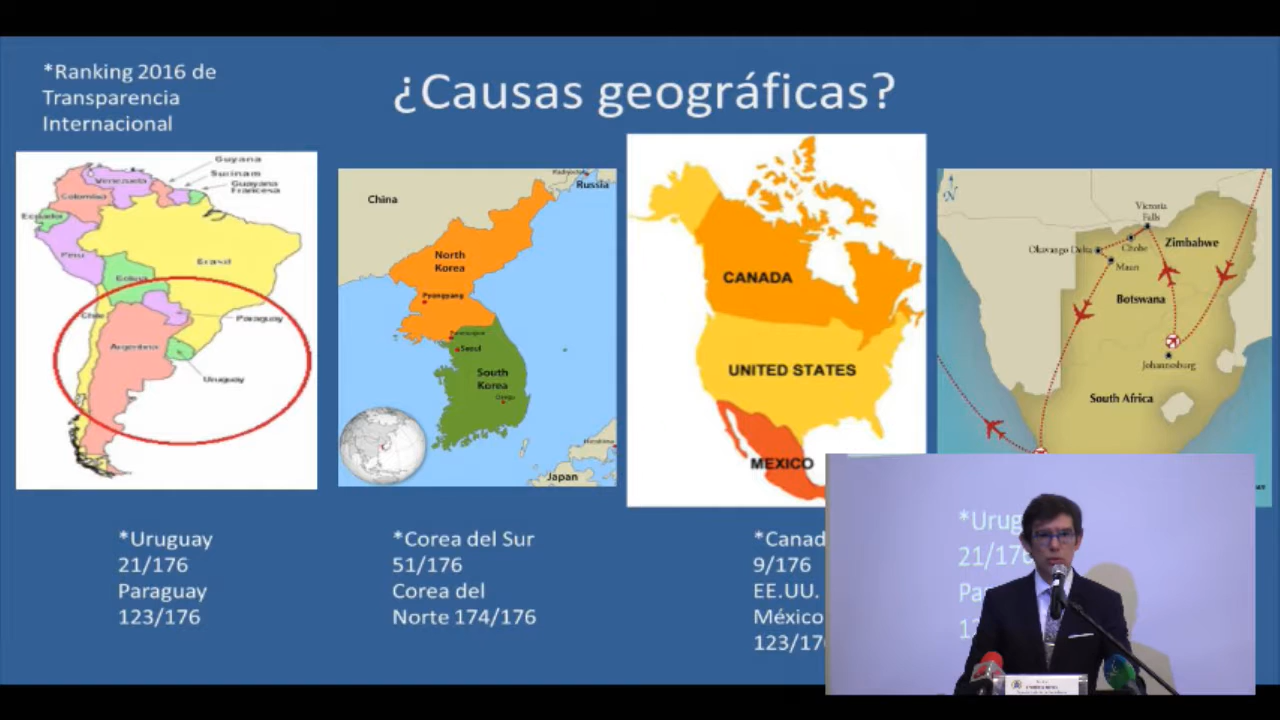 *Ranking 2016 de
Transparencia
Internacional
¿Causas geográficas?
Guyana
Surinam
Guayana
Francesa
Venezuela
Colombia
Ecuador
Perú
Brasil
Bolivia
Chile
Paraguay
Argentina
Uruguay
China
Russia
North
Korea
Pyongyang
Seoul
South
Korea
Japan
CANADA
UNITED STATES
MEXICO
N
Victoria
Falls
Okavango Delta
Chobe
Zimbabwe
Maun
Botswana
Johannesburg
South Africa
*Uruguay
21/176
Paraguay
123/176
*Corea del Sur
51/176
Corea del
Norte 174/176
*Canad
9/176
EE.UU.
México
123/17
*Urug
21/176
Pa